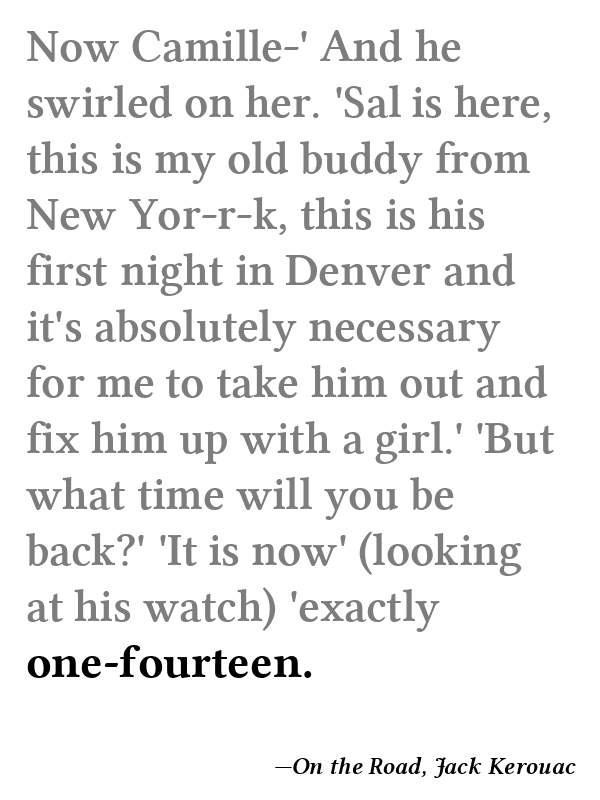 Now Camille-' And he
swirled on her. 'Sal is here,
this is my old buddy from
New Yor-r-k, this is his
first night in Denver and
it's absolutely necessary
for me to take him out and
fix him up with a girl.' 'But
what time will you be
back?' 'It is now' (looking
at his watch) 'exactly
one-fourteen.
—On the Road, Jack Kerouac